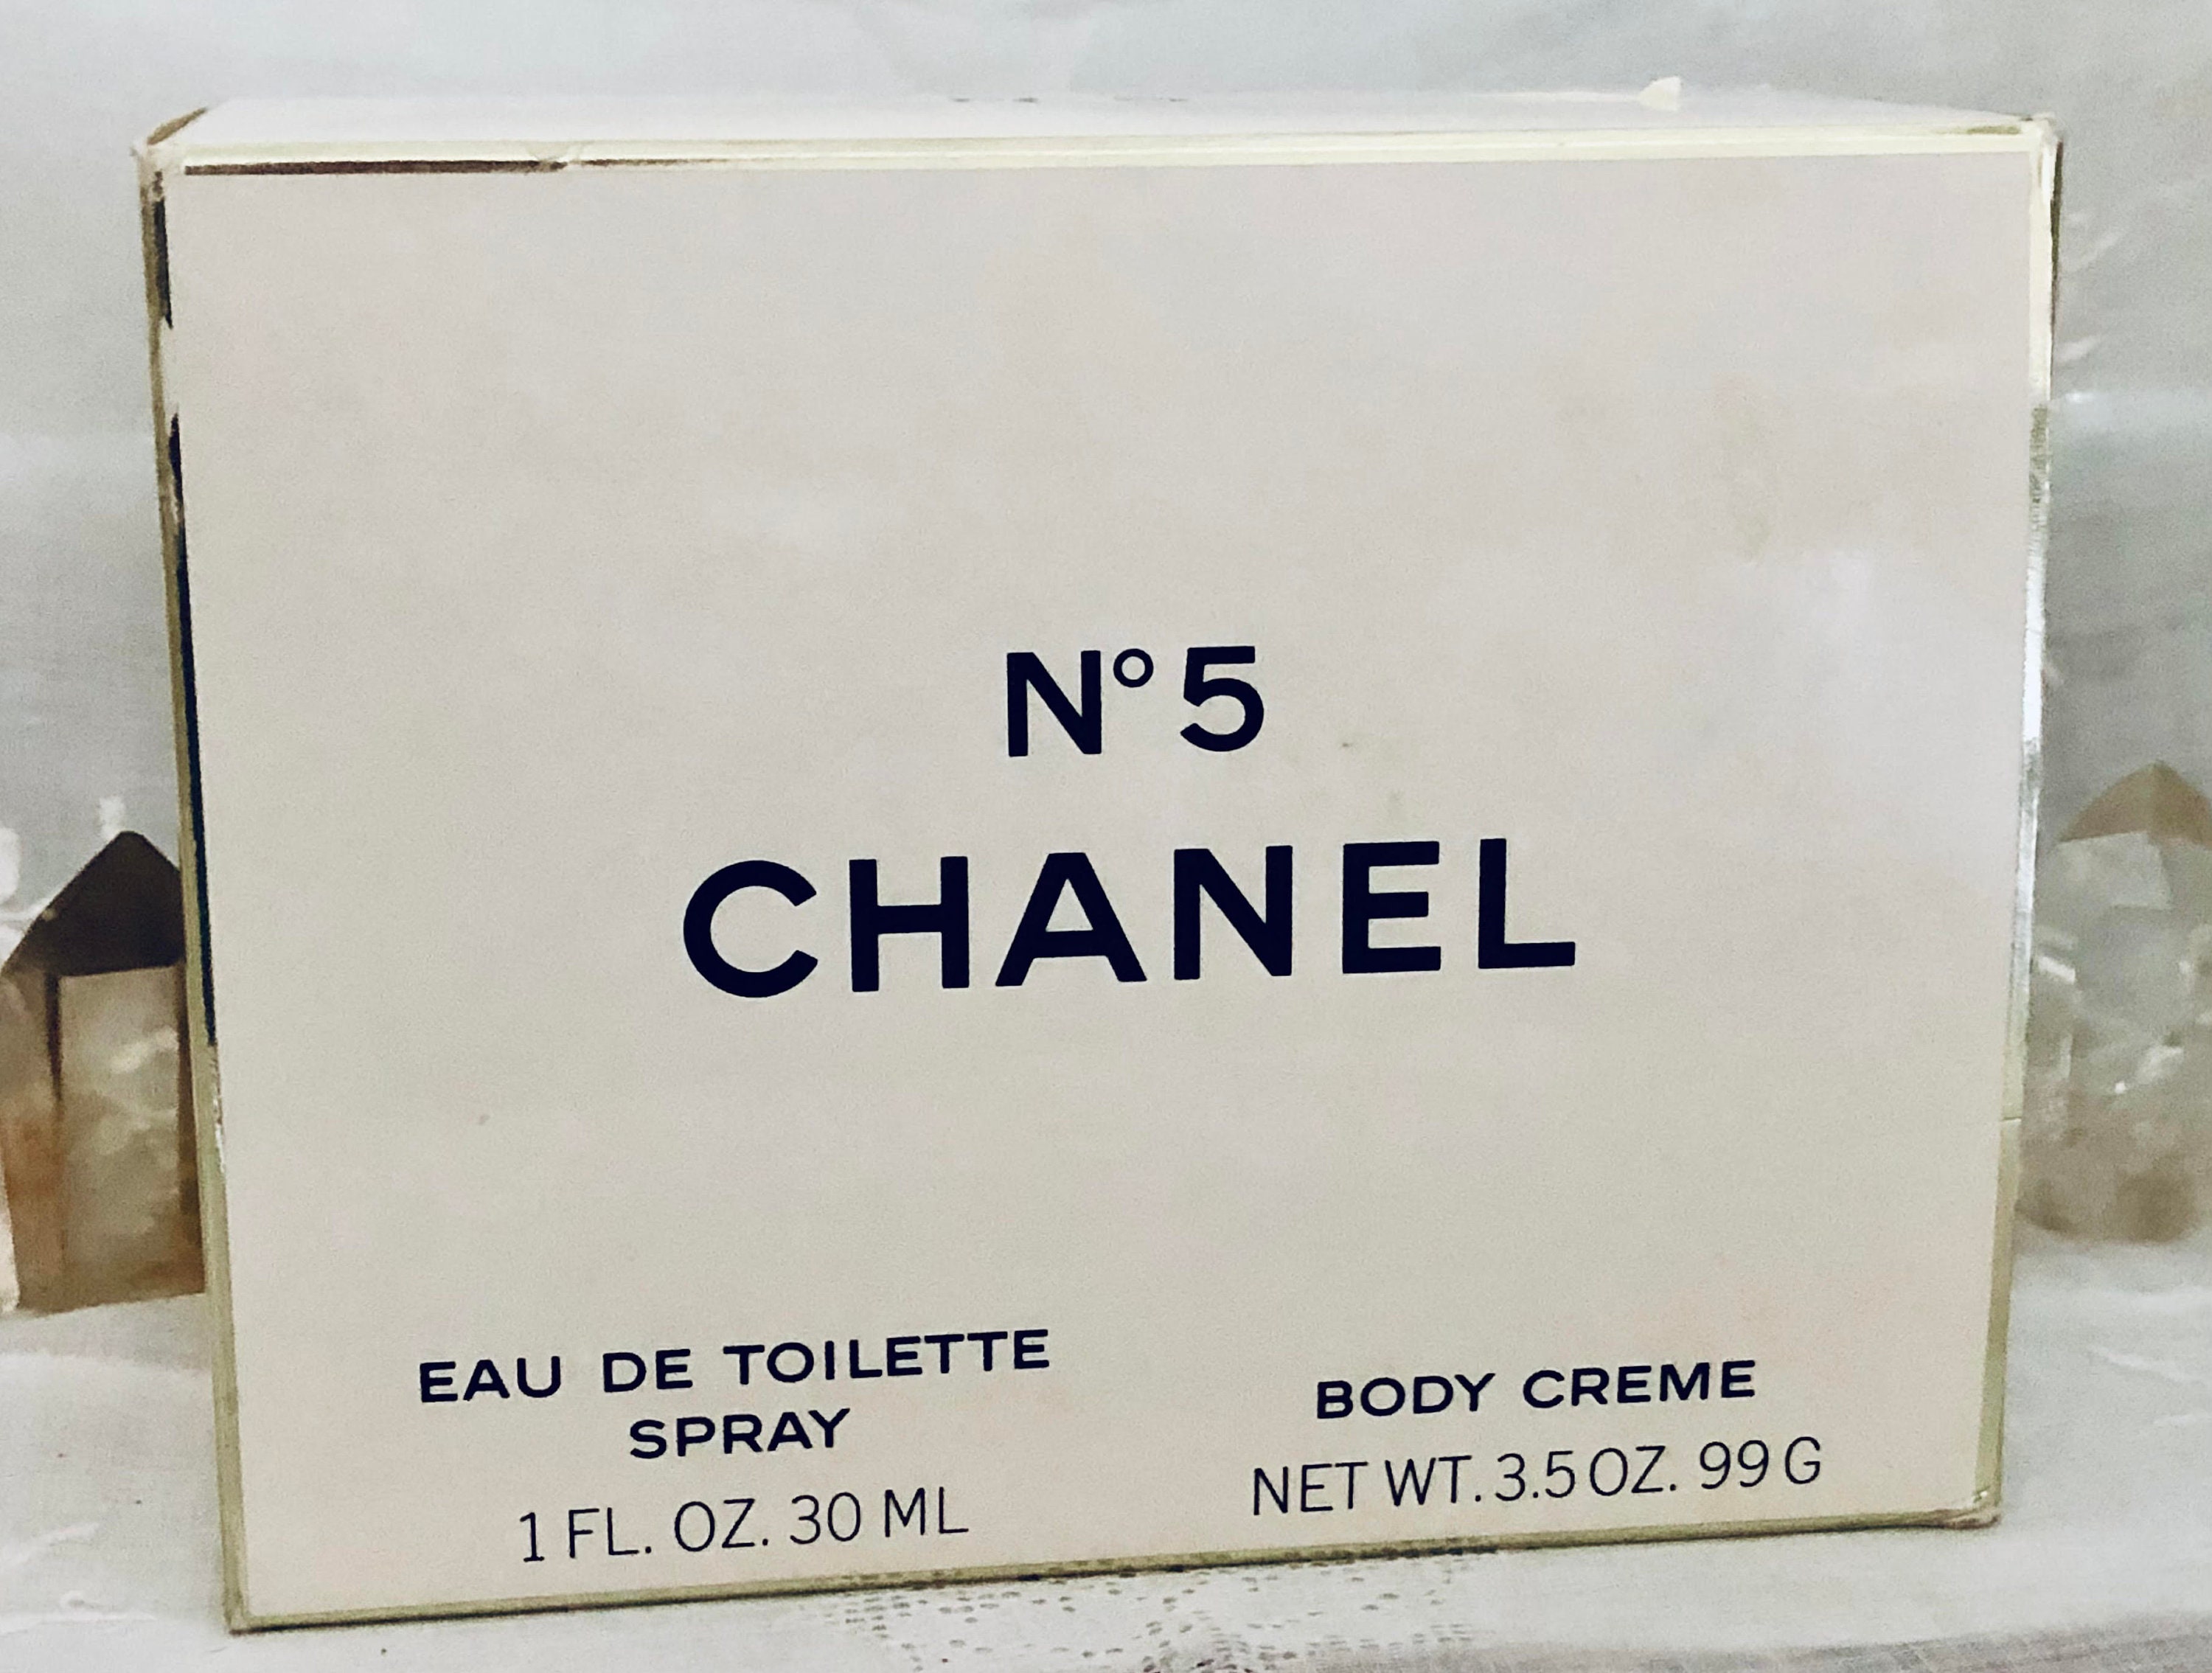 N°5
CHANEL
EAU DE TOILETTE
SPRAY
1 FL. OZ. 30 ML
BODY CREME
NET WT. 3.5 OZ. 99 G